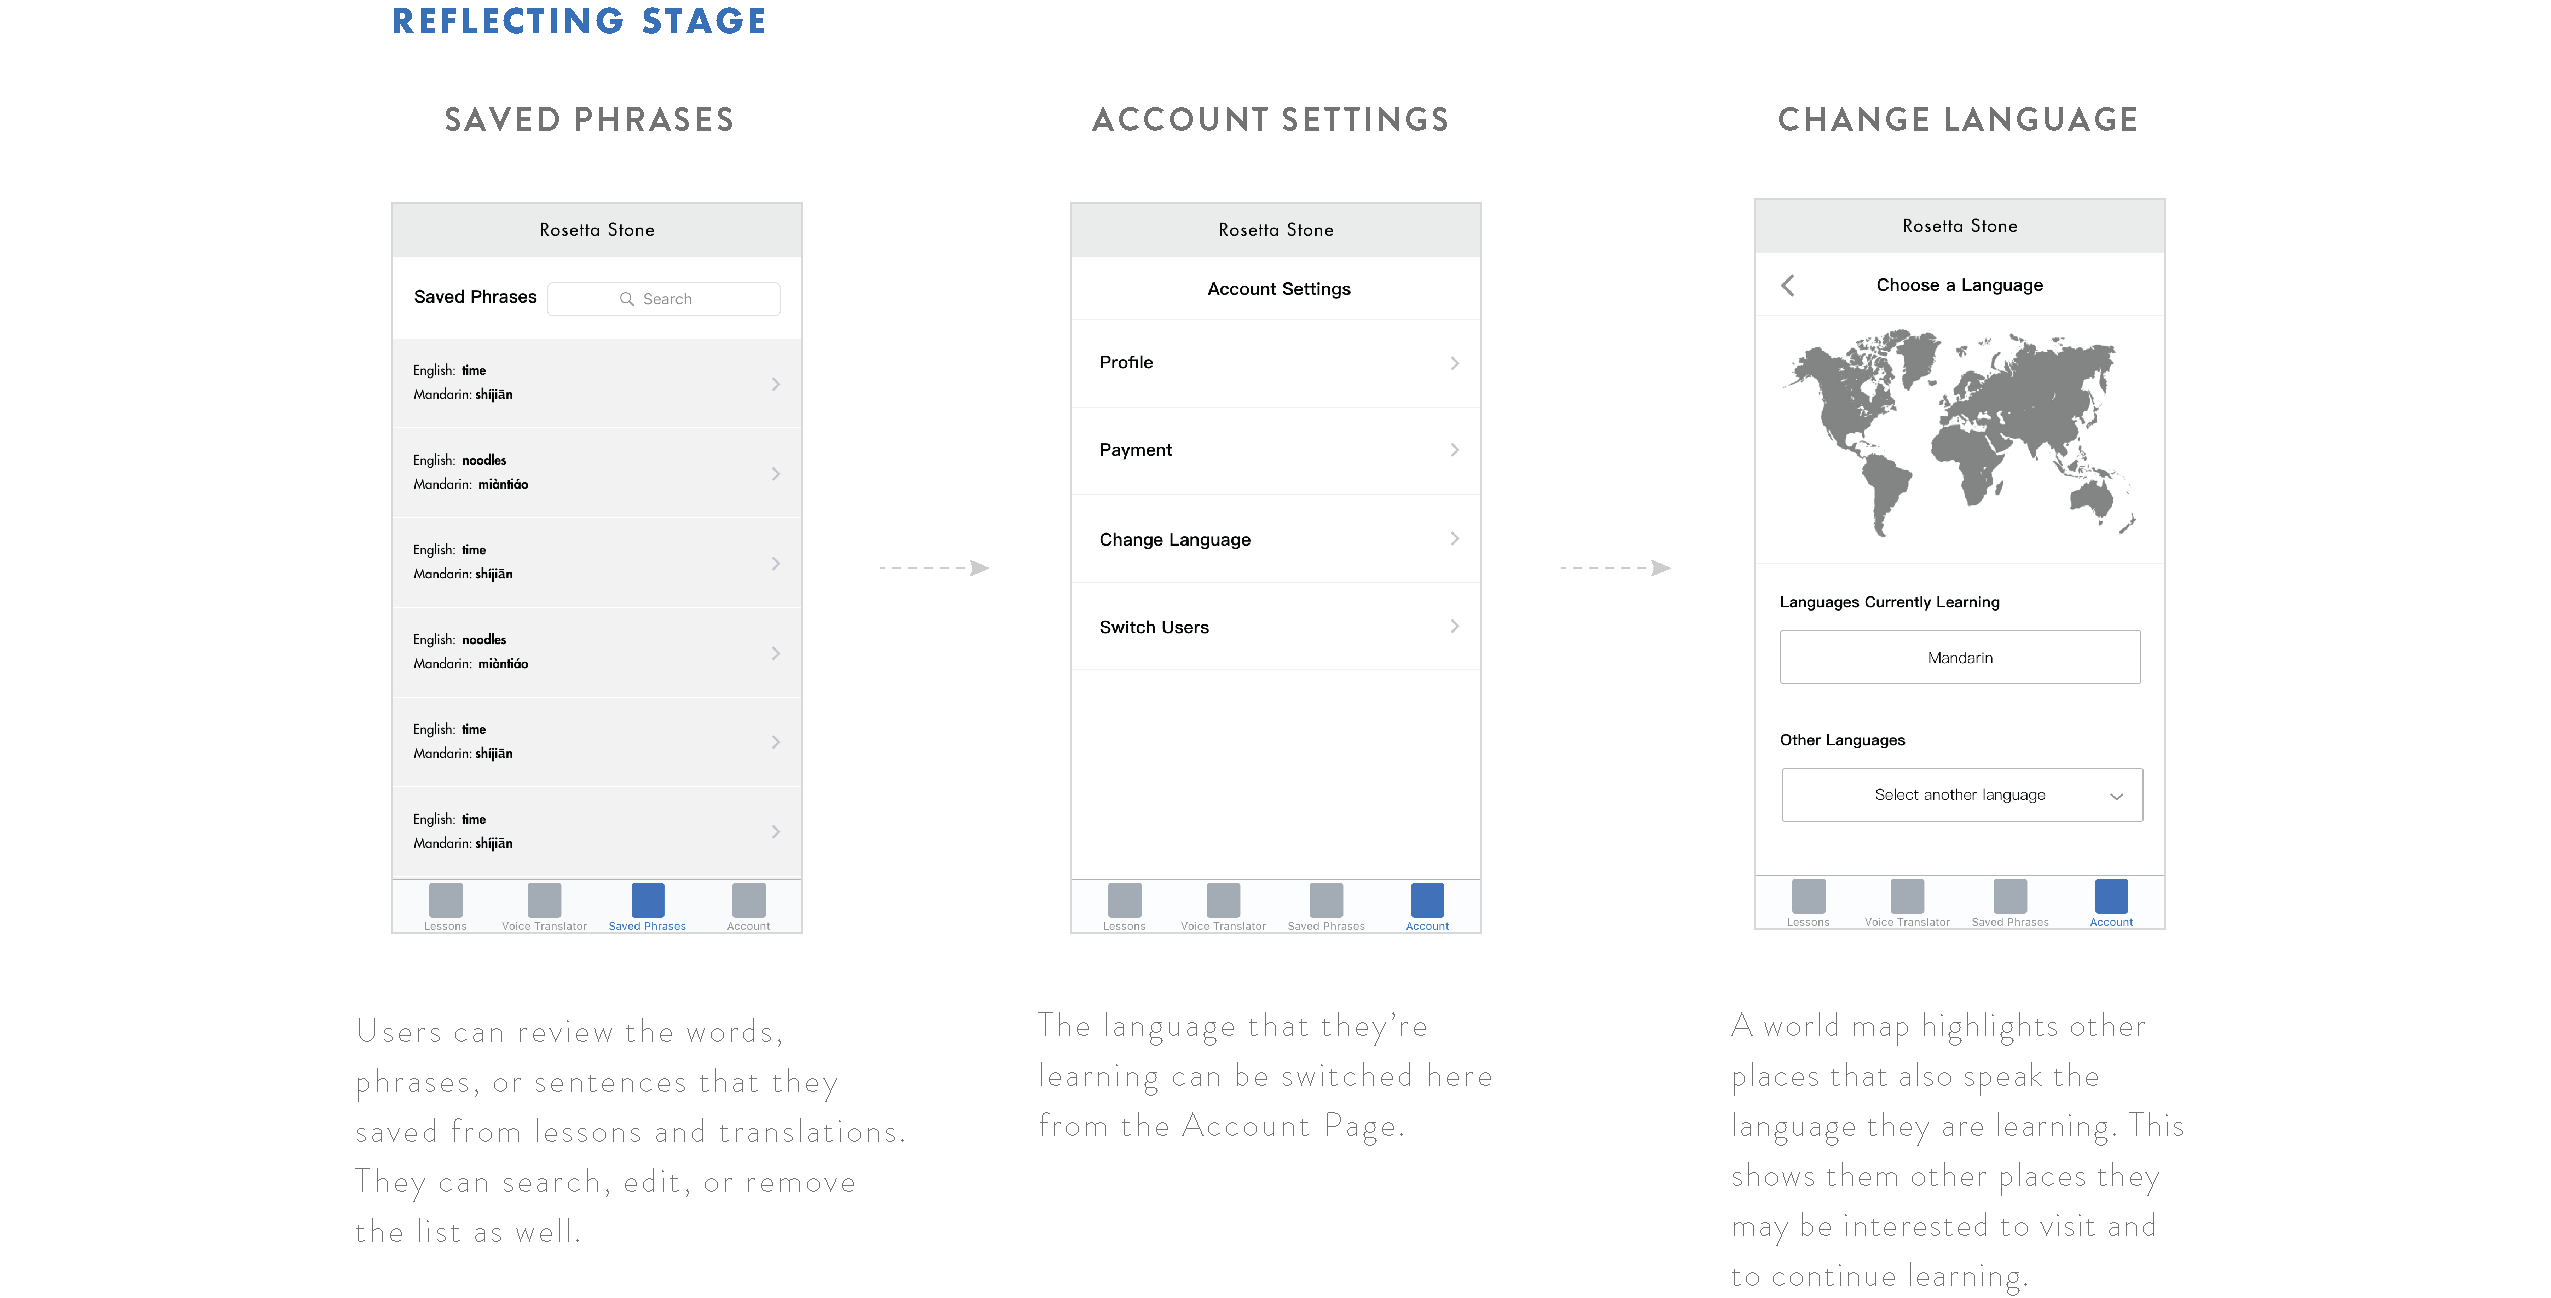 REFLECTING STAGE
SAVED PHRASES
Rosetta Stone
Saved Phrases
Search
English: time
Mandarin: shíjiān
English: noodles
Mandarin: miàntiáo
English: time
Mandarin: shíjiān
English: noodles
Mandarin: miàntiáo
English: time
Mandarin: shíjiān
English: time
Mandarin: shíjiān
Lessons
Voice Translator
Saved Phrases
Account
Users can review the words,
phrases, or sentences that they
saved from lessons and translations.
They can search, edit, or remove
the list as well.
ACCOUNT SETTINGS
Rosetta Stone
Account Settings
Profile
Payment
Change Language
Switch Users
Lessons
Voice Translator
Saved Phrases
Account
The language that they’re
learning can be switched here
from the Account Page.
CHANGE LANGUAGE
Rosetta Stone
Choose a Language
Languages Currently Learning
Mandarin
Other Languages
Select another language
Lessons
Voice Translator
Saved Phrases
Account
A world map highlights other
places that also speak the
language they are learning. This
shows them other places they
may be interested to visit and
to continue learning.